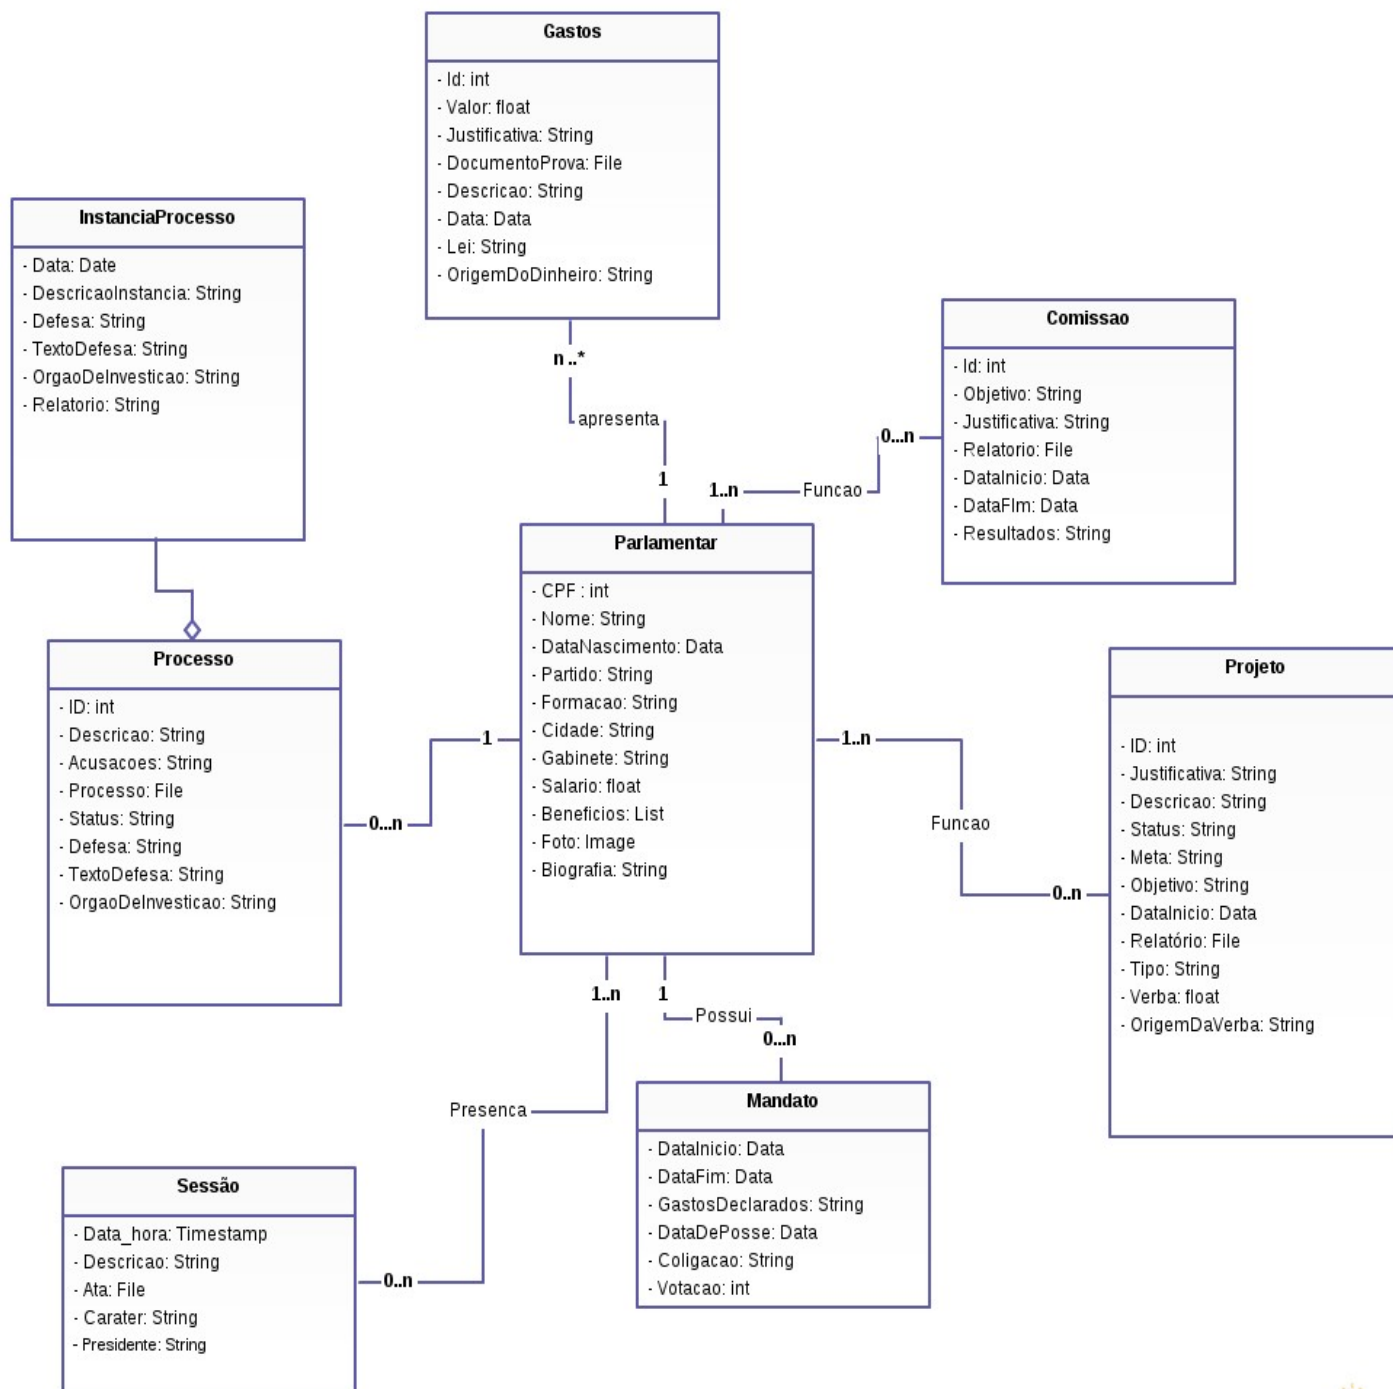 Gastos
- Id: int
- Valor: float
- Justificativa: String
- DocumentoProva: File
- Descricao: String
- Data: Data
- Lei: String
- OrigemDoDinheiro: String
InstanciaProcesso
- Data: Date
- DescricaoInstancia: String
- Defesa: String
- TextoDefesa: String
- OrgaoDeInvesticao: String
- Relatorio: String
n ..*
apresenta
1
Comissao
- Id: int
- Objetivo: String
- Justificativa: String
- Relatorio: File
- DataInicio: Data
- DataFIm: Data
- Resultados: String
0...n
Funcao
1..n
Parlamentar
- CPF : int
- Nome: String
- DataNascimento: Data
- Partido: String
- Formacao: String
- Cidade: String
- Gabinete: String
- Salario: float
- Beneficios: List
- Foto: Image
- Biografia: String
Processo
- ID: int
- Descricao: String
- Acusacoes: String
- Processo: File
- Status: String
- Defesa: String
- TextoDefesa: String
- OrgaoDeInvesticao: String
1
0...n
1..n
Funcao
0..n
Projeto
- ID: int
- Justificativa: String
- Descricao: String
- Status: String
- Meta: String
- Objetivo: String
- DataInicio: Data
- Relatório: File
- Tipo: String
- Verba: float
- OrigemDaVerba: String
1..n
Presenca
0..n
1
Possui
0...n
Mandato
- DataInicio: Data
- DataFim: Data
- GastosDeclarados: String
- DataDePosse: Data
- Coligacao: String
- Votacao: int
Sessão
- Data_hora: Timestamp
- Descricao: String
- Ata: File
- Carater: String
- Presidente: String